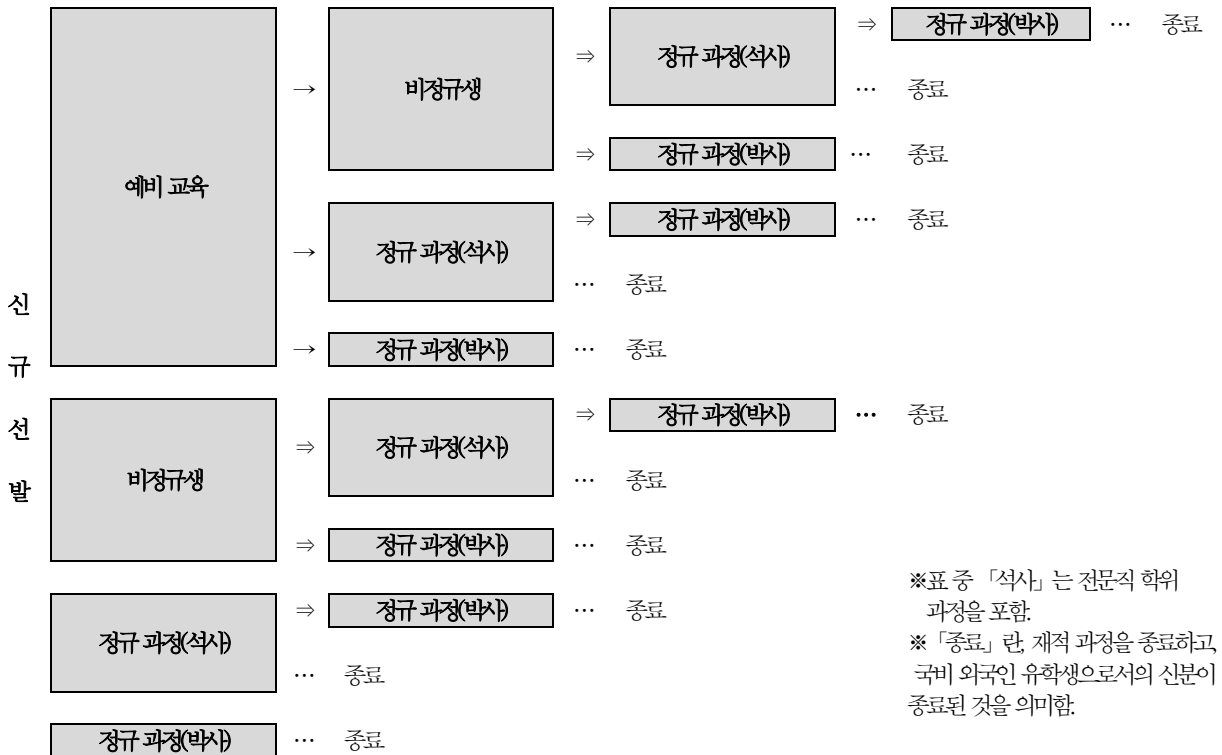 ⇒ 정규 과정(박사) … 종료
→ 비정규생 ⇒ 정규 과정(석사)
… 종료
⇒ 정규 과정(박사) … 종료
예비 교육
→ 정규 과정(석사) ⇒ 정규 과정(박사) … 종료
… 종료
→ 정규 과정(박사) … 종료
신
규
선
발
비정규생 ⇒ 정규 과정(석사) ⇒ 정규 과정(박사) … 종료
… 종료
⇒ 정규 과정(박사) … 종료
정규 과정(석사) ⇒ 정규 과정(박사) … 종료
… 종료
정규 과정(박사) … 종료
※표 중 「석사」는 전문직 학위
과정을 포함.
※「종료」란, 재적 과정을 종료하고,
국비 외국인 유학생으로서의 신분이
종료된 것을 의미함.